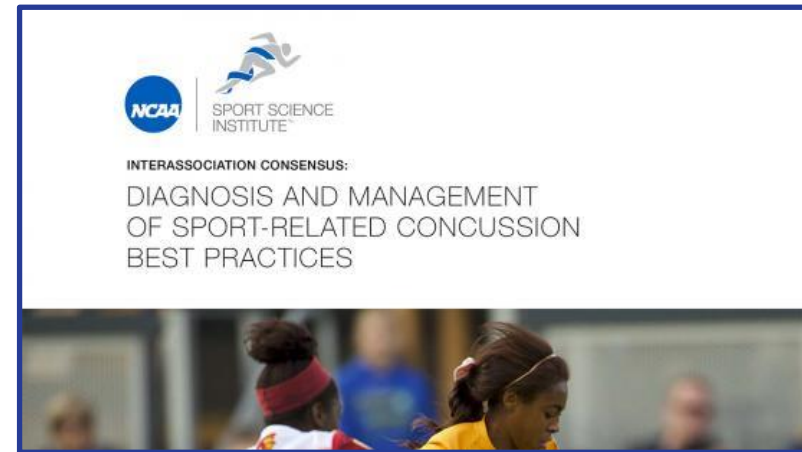 NCAA
SPORT SCIENCE
INSTITUTE™
INTERASSOCIATION CONSENSUS:
DIAGNOSIS AND MANAGEMENT
OF SPORT-RELATED CONCUSSION
BEST PRACTICES